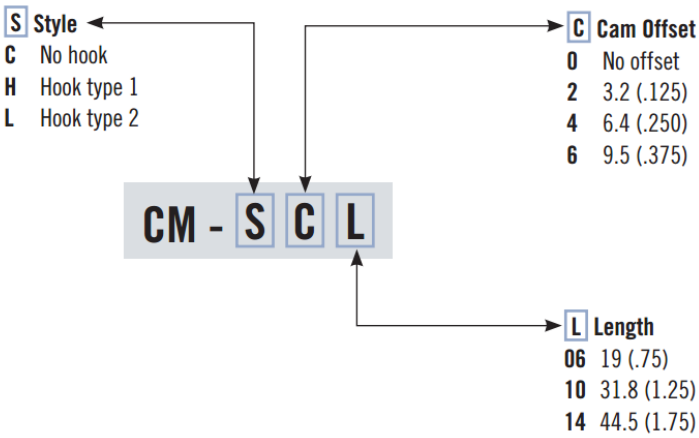 S Style
C No hook
H Hook type 1
L Hook type 2
C Cam Offset
0 No offset
2 3.2 (.125)
4 6.4 (.250)
6 9.5 (.375)
CM - S C L
L Length
06 19 (.75)
10 31.8 (1.25)
14 44.5 (1.75)